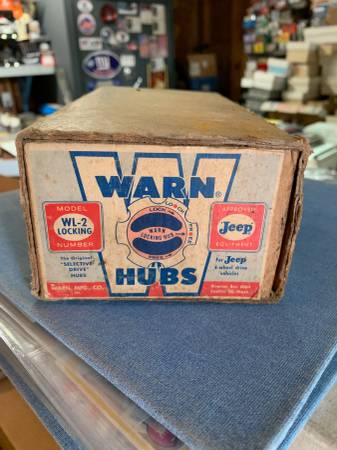 WARN®
HUBS
MODEL
WL-2
LOCKING
NUMBER
The Original
"SELECTIVE
DRIVE"
HUBS
WARN MFG. CO.
LOCK
WARN
LOCKING HUB
FREE
APPROVED
Jeep
EQUIPMENT
For Jeep
4-wheel drive
vehicles